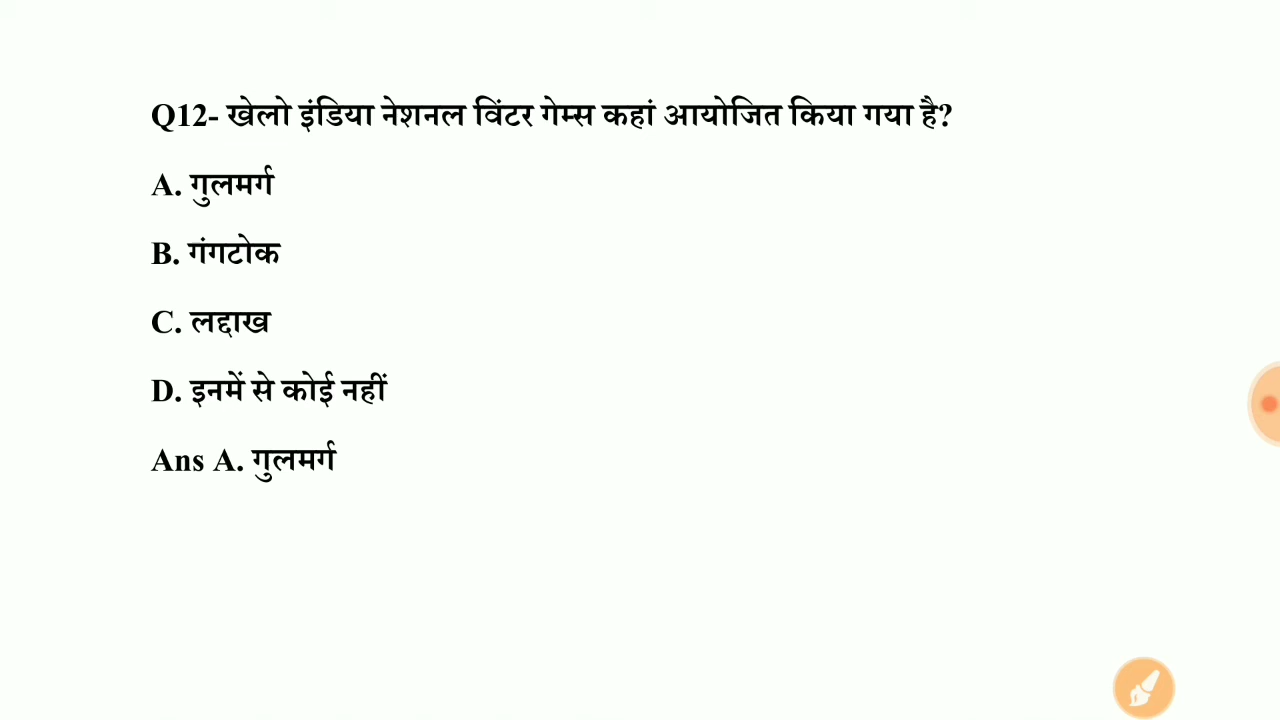 Q12- खेलो इंडिया नेशनल विंटर गेम्स कहां आयोजित किया गया है?
A. गुलमर्ग
B. गंगटोक
C. लद्दाख
D. इनमें से कोई नहीं
Ans A. गुलमर्ग